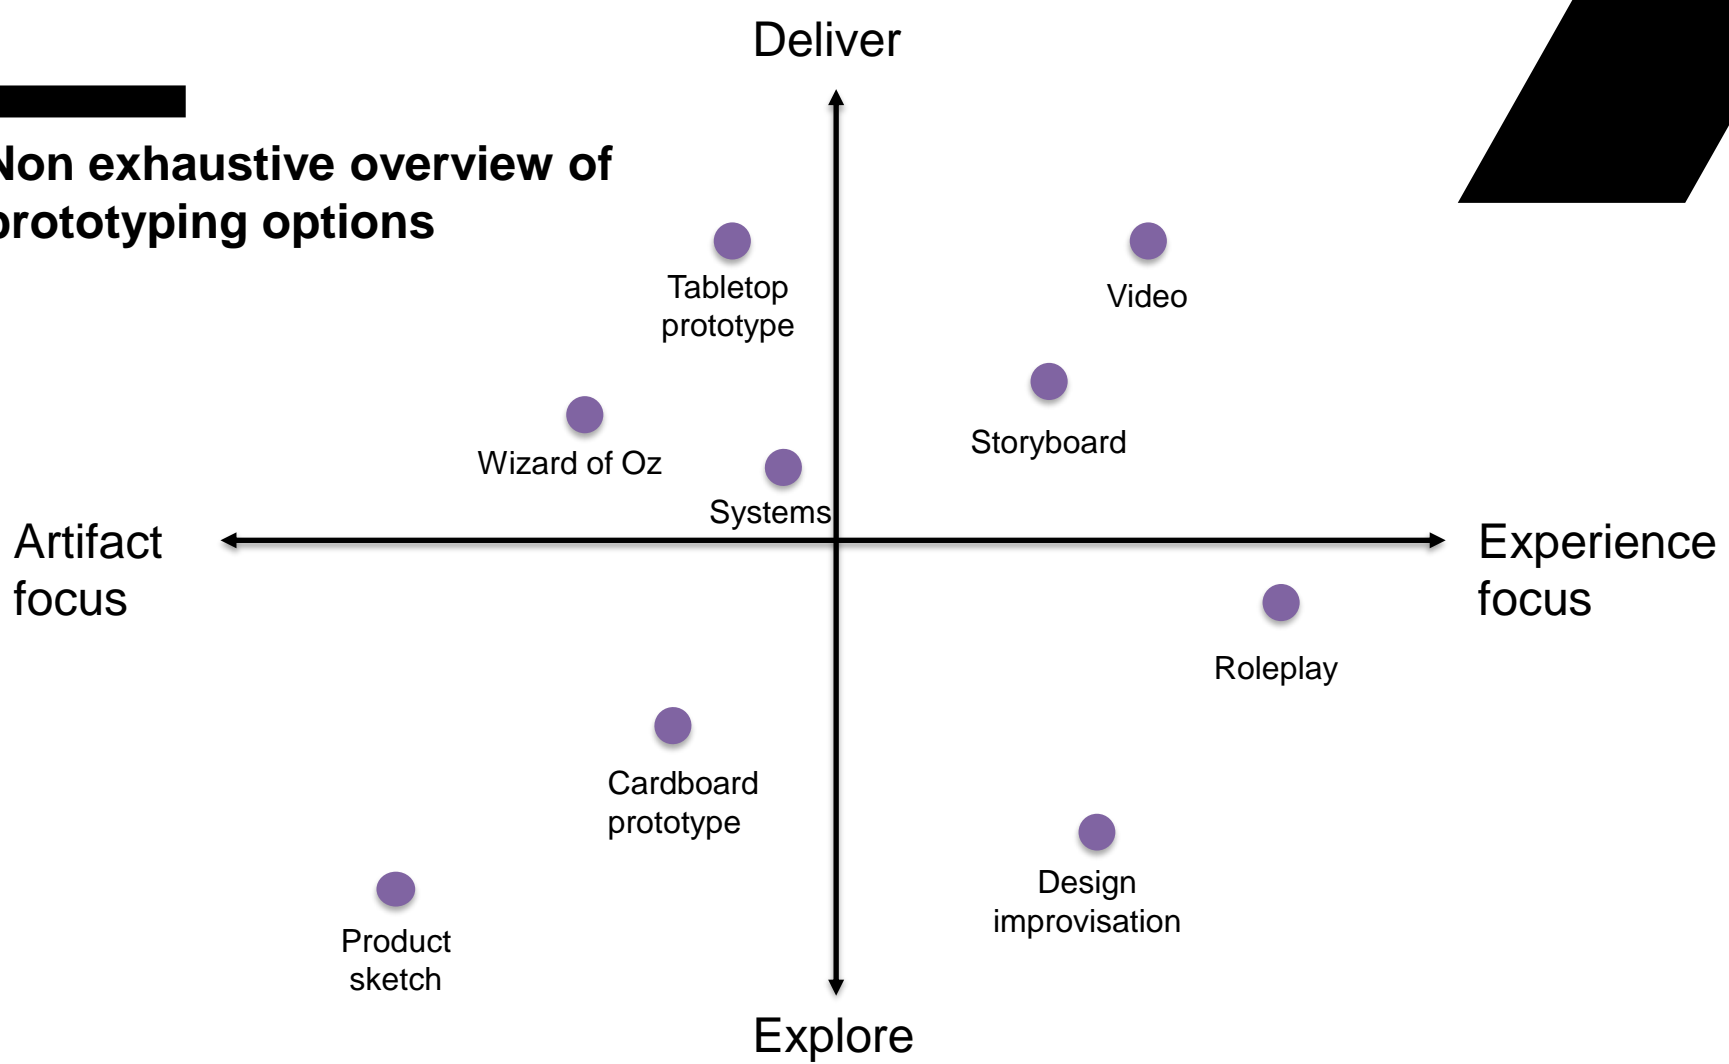 Deliver
Non exhaustive overview of
prototyping options
Tabletop
prototype
Video
Storyboard
Wizard of Oz
Systems
Artifact
focus
Experience
focus
Roleplay
Cardboard
prototype
Design
improvisation
Product
sketch
Explore